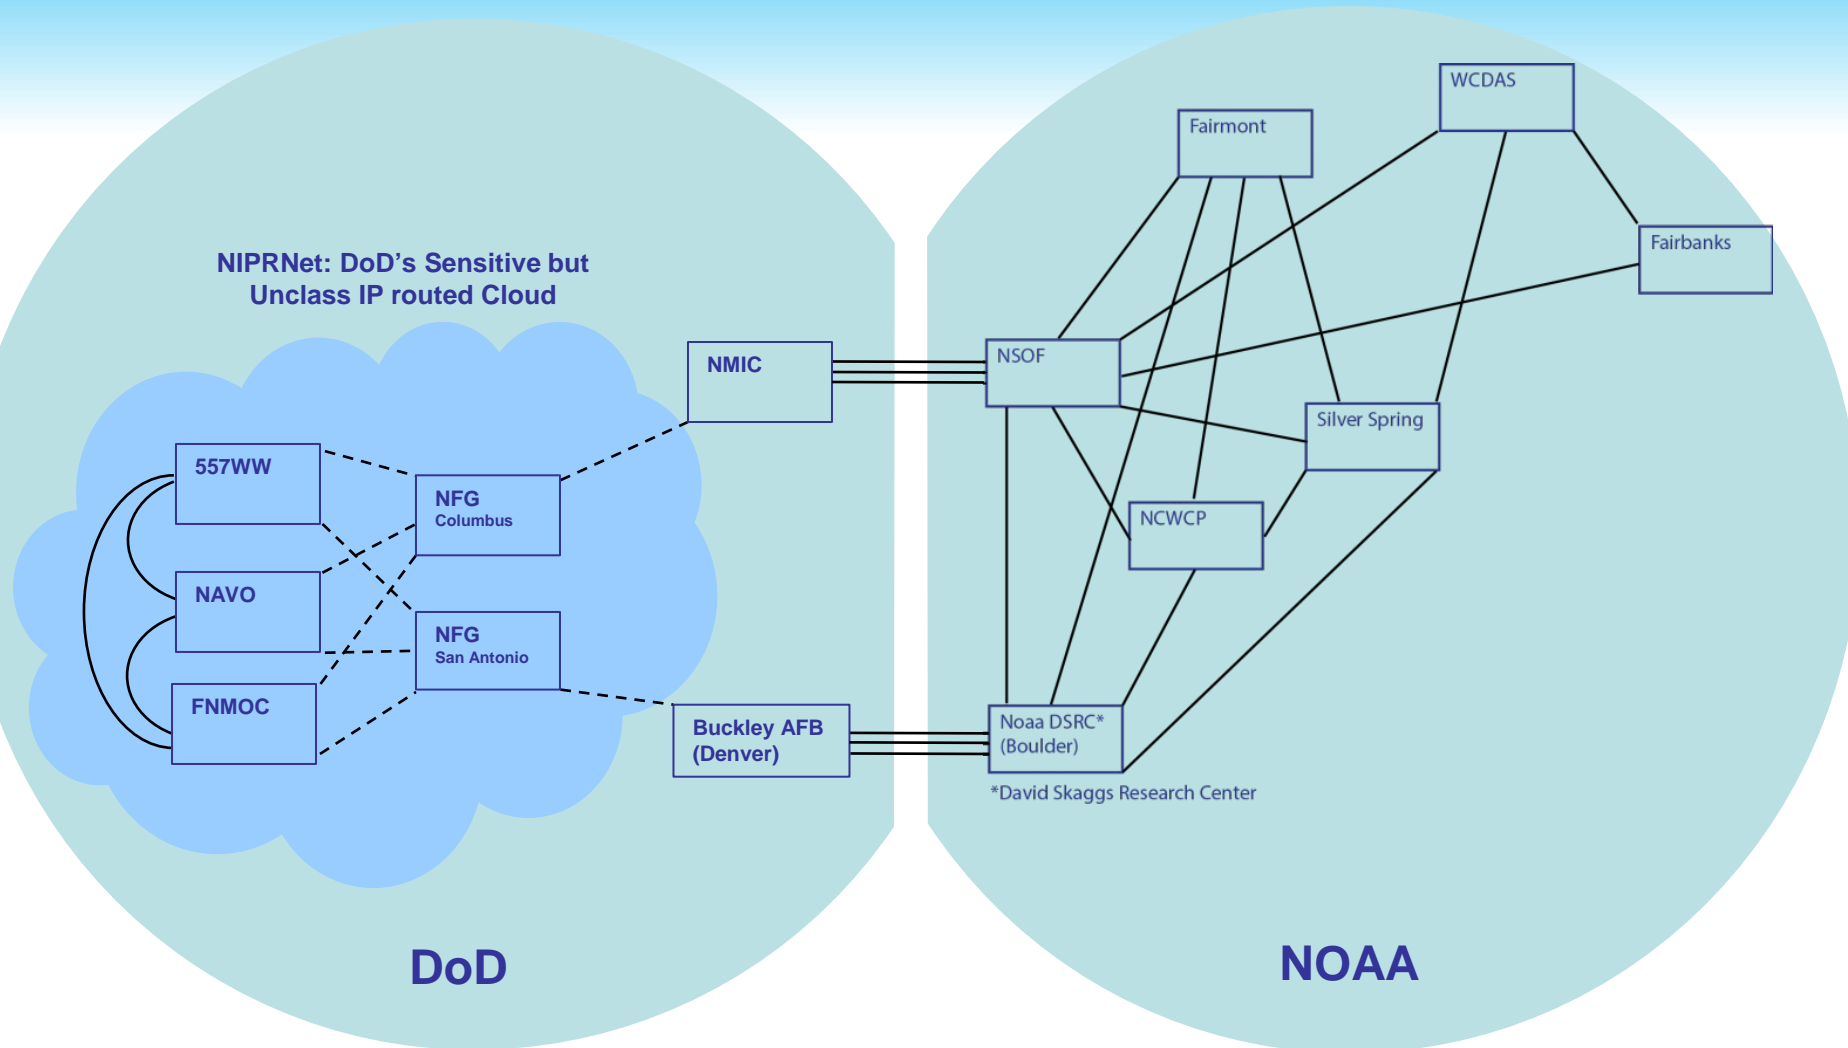 NIPRNet: DoD's Sensitive but
Unclass IP routed Cloud
557WW
NAVO
FNMOC
NFG
Columbus
NFG
San Antonio
NMIC
Buckley AFB
(Denver)
DoD
WCDAS
Fairmont
Fairbanks
NSOF
Silver Spring
NCWCP
Noaa DSRC*
(Boulder)
*David Skaggs Research Center
NOAA